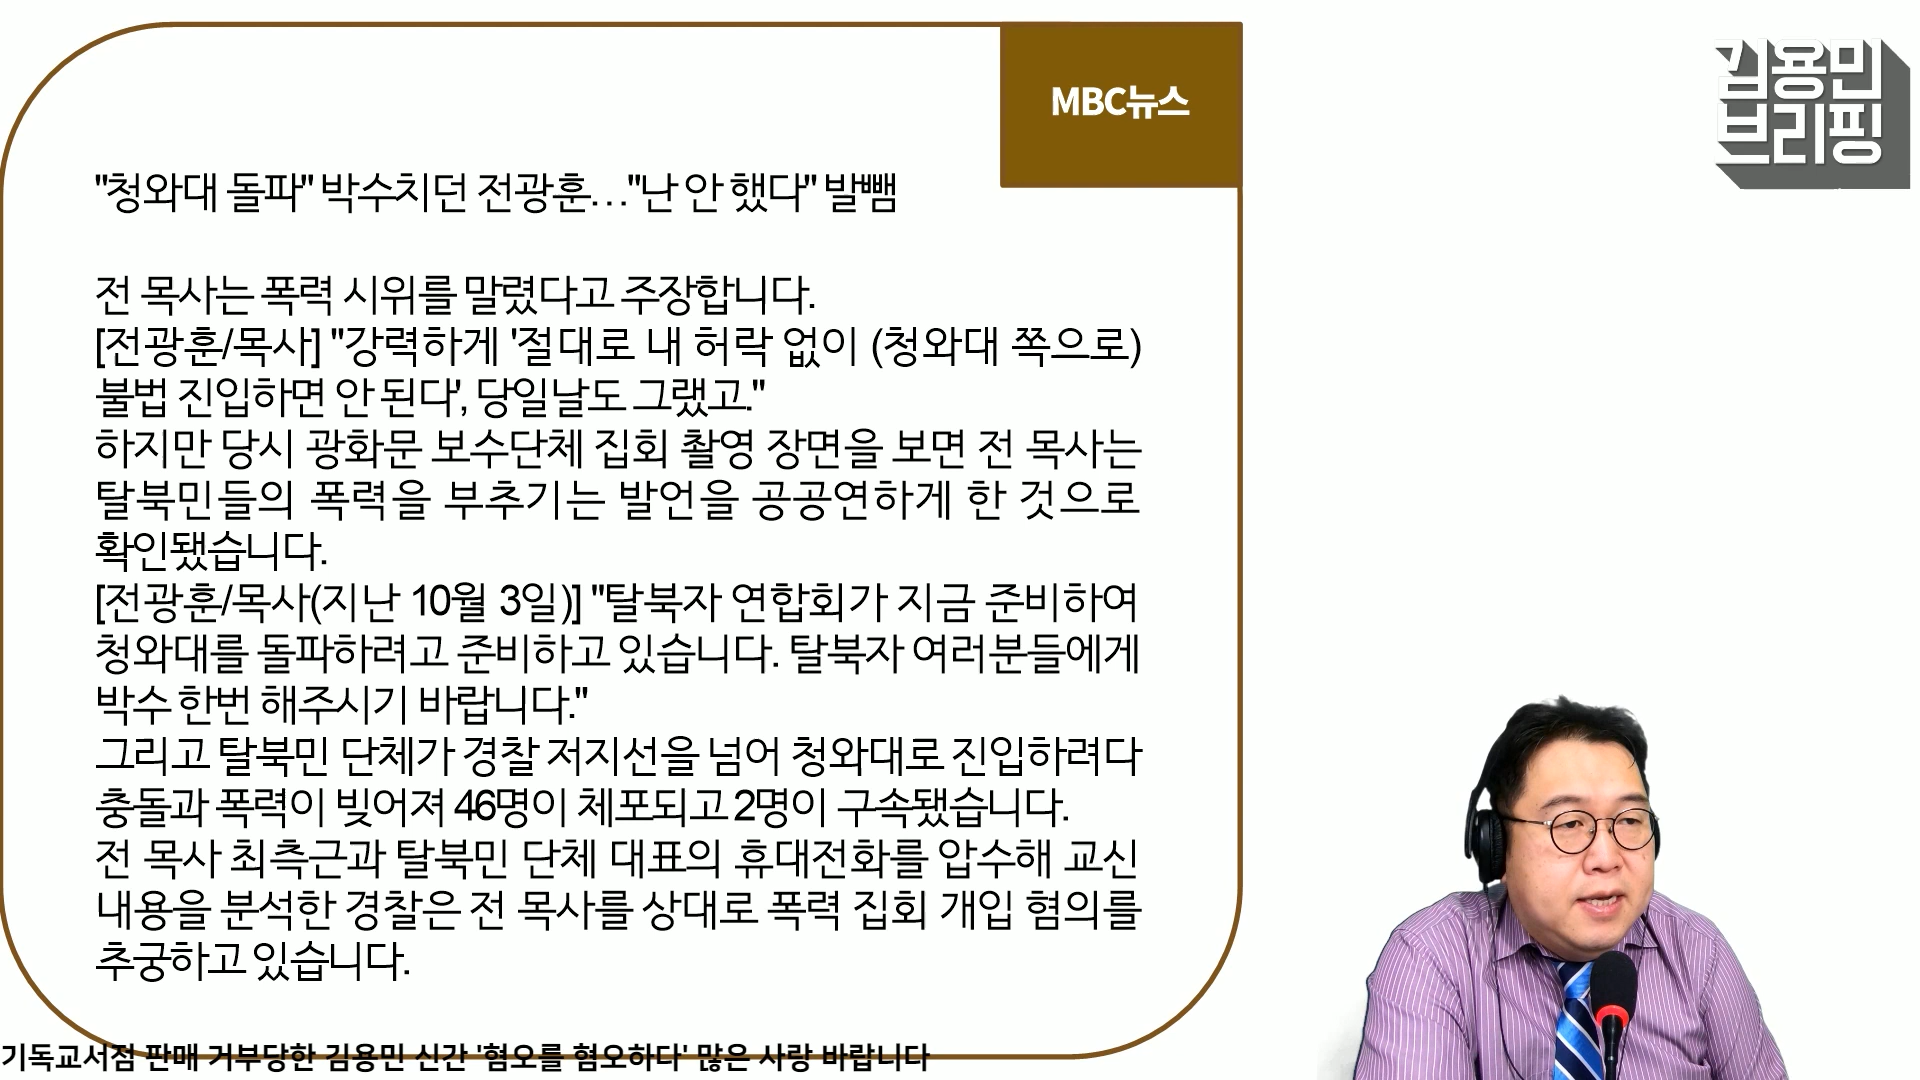 MBC뉴스
김용민
브리핑
"청와대 돌파" 박수치던 전광훈…"난 안 했다" 발뺌
전 목사는 폭력 시위를 말렸다고 주장합니다.
[전광훈/목사] "강력하게 '절대로 내 허락 없이 (청와대 쪽으로)
불법 진입하면 안 된다', 당일날도 그랬고."
하지만 당시 광화문 보수단체 집회 촬영 장면을 보면 전 목사는
탈북민들의 폭력을 부추기는 발언을 공공연하게 한 것으로
확인됐습니다.
[전광훈/목사(지난 10월 3일)] "탈북자 연합회가 지금 준비하여
청와대를 돌파하려고 준비하고 있습니다. 탈북자 여러분들에게
박수 한번 해주시기 바랍니다."
그리고 탈북민 단체가 경찰 저지선을 넘어 청와대로 진입하려다
충돌과 폭력이 빚어져 46명이 체포되고 2명이 구속됐습니다.
전 목사 최측근과 탈북민 단체 대표의 휴대전화를 압수해 교신
내용을 분석한 경찰은 전 목사를 상대로 폭력 집회 개입 혐의를
추궁하고 있습니다.
기독교서점 판매 거부당한 김용민 신간 '혐오를 혐오하다' 많은 사랑 바랍니다